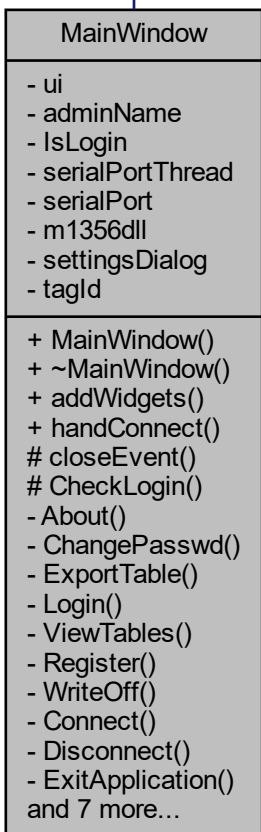 MainWindow
- ui
- adminName
- IsLogin
- serialPortThread
- serialPort
- m1356dll
- settingsDialog
- tagId
+ MainWindow()
+ ~MainWindow()
+ addWidgets()
+ handConnect()
# closeEvent()
# CheckLogin()
- About()
- ChangePasswd()
- ExportTable()
- Login()
- ViewTables()
- Register()
- WriteOff()
- Connect()
- Disconnect()
- ExitApplication()
and 7 more...